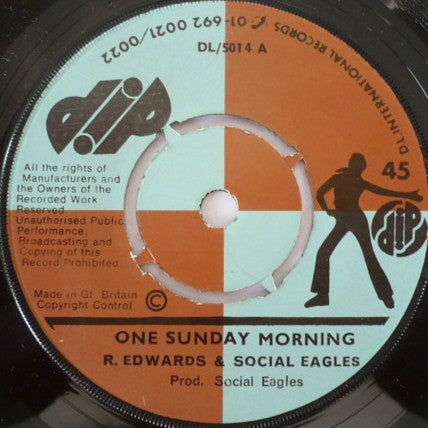 DL INTERNATIONAL RECORDS ✆ 01-692 0021/0022
DL/5014 A
dip
45
dip
All the rights of
Manufacturers and
the Owners of the
Recorded Work
Reserved
Unauthorised Public
Performance.
Broadcasting and
Copying of this
Record Prohibited.
Made in Gt. Britain
Copyright Control
©
ONE SUNDAY MORNING
R. EDWARDS & SOCIAL EAGLES
Prod. Social Eagles